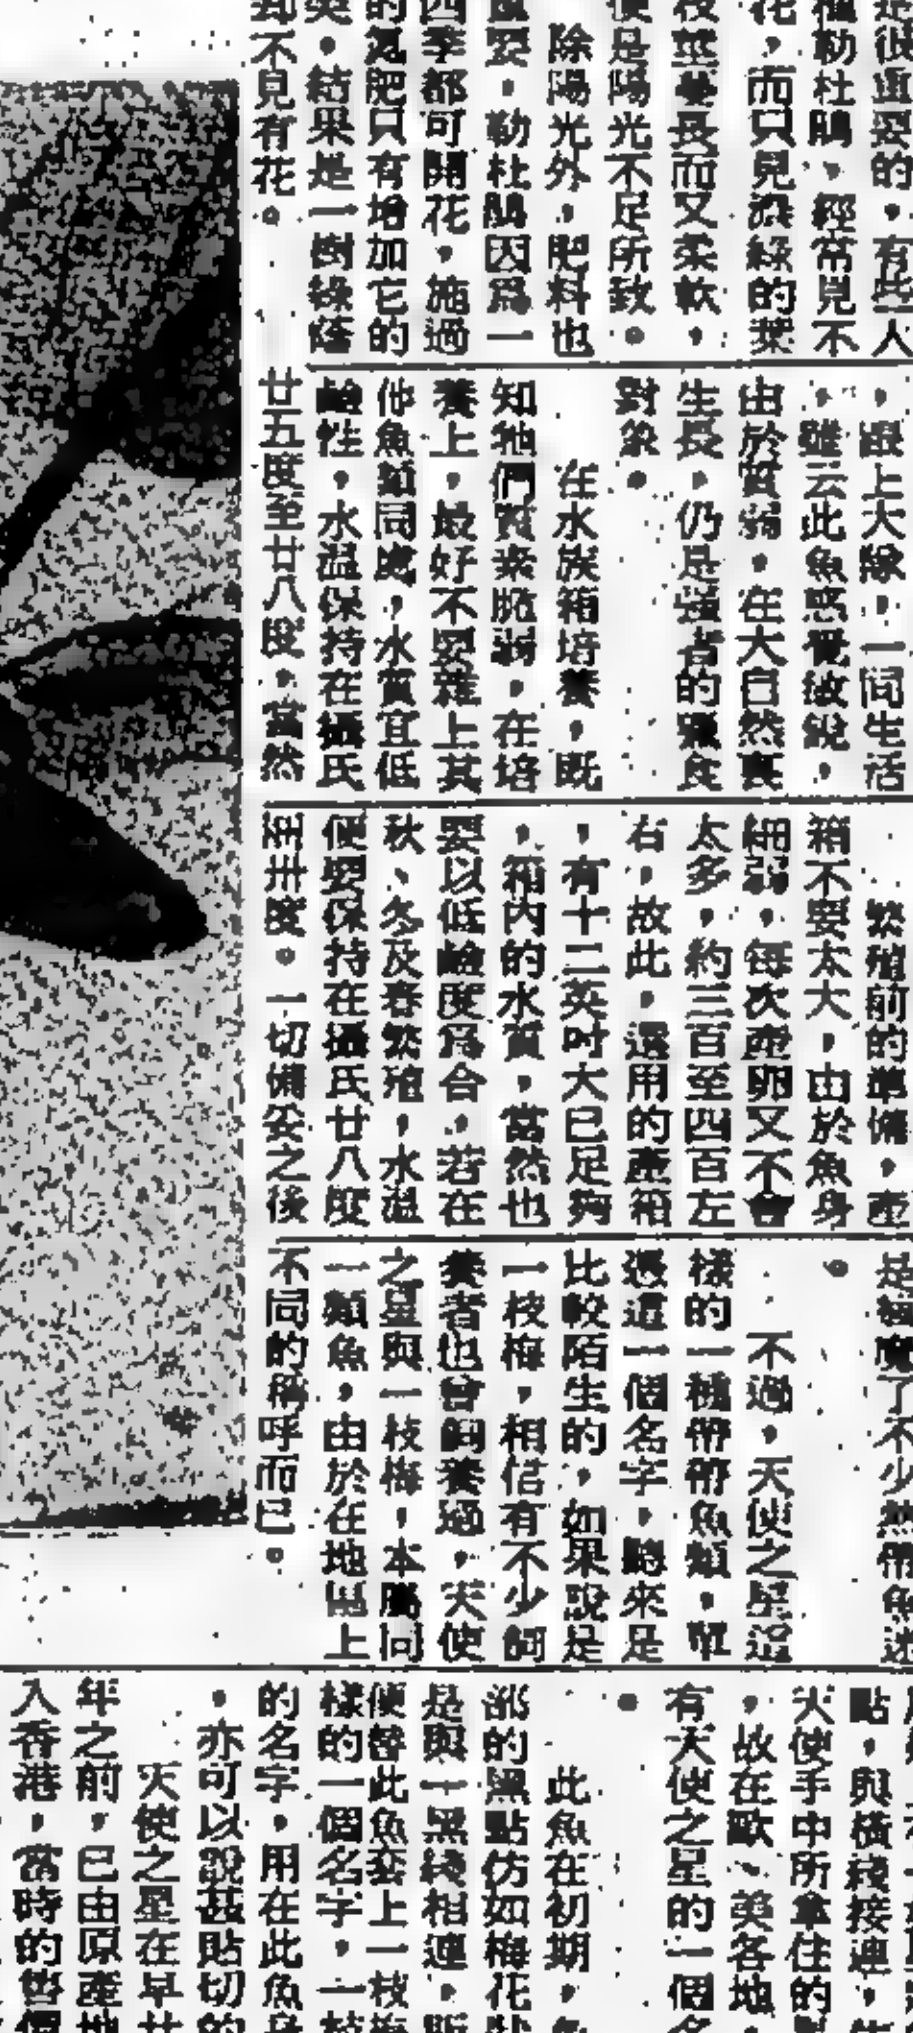 是很重要的，有些人
植勒杜鵑，經常見不
花，而只見濃綠的葉
枝莖蔓長而又柔軟，
便是陽光不足所致。
除陽光外，肥料也
重要，勒杜鵑因爲一
四季都可開花，施過
的氮肥只有增加它的
葉。結果是一樹綠蔭
却不見有花。
，跟上大隊，一同生活
，雖云此魚感覺敏銳，
由於質弱，在大自然裏
生長，仍是強者的獵食
對象。
在水族箱培養，既
知牠們質素脆弱，在培
養上，最好不要雜上其
他魚類同處，水質宜低
鹼性，水溫保持在攝氏
廿五度至廿八度，當然
繁殖前的準備，產
箱不要太大，由於魚身
細弱，每次產卵又不會
太多，約三百至四百左
右，故此，選用的產箱
，有十二英吋大已足夠
，箱內的水質，當然也
要以低鹼度爲合，若在
秋、冬及春繁殖，水溫
便要保持在攝氏廿八度
卅度。一切備妥之後
是種魔了不少熱帶魚迷
。
不過，天使之星這
樣的一種帶帶魚類，單
憑這一個名字，聽來是
比較陌生的，如果說是
一枝梅，相信有不少飼
養者也曾飼養過，天使
之星與一枝梅，本屬同
一類魚，由於在地區上
不同的稱呼而已。
點，與橫綫接連，
天使手中所拿住的
，故在歐、美各地，
有天使之星的一個名
。
此魚在初期，
部的黑點仿如梅花
是與一黑綫相連，
便替此魚套上一枝梅
樣的一個名字，一枝
的名字，用在此魚身
，亦可以說甚貼切的
天使之星在早廿
年之前，已由原產地
入香港，當時的售價